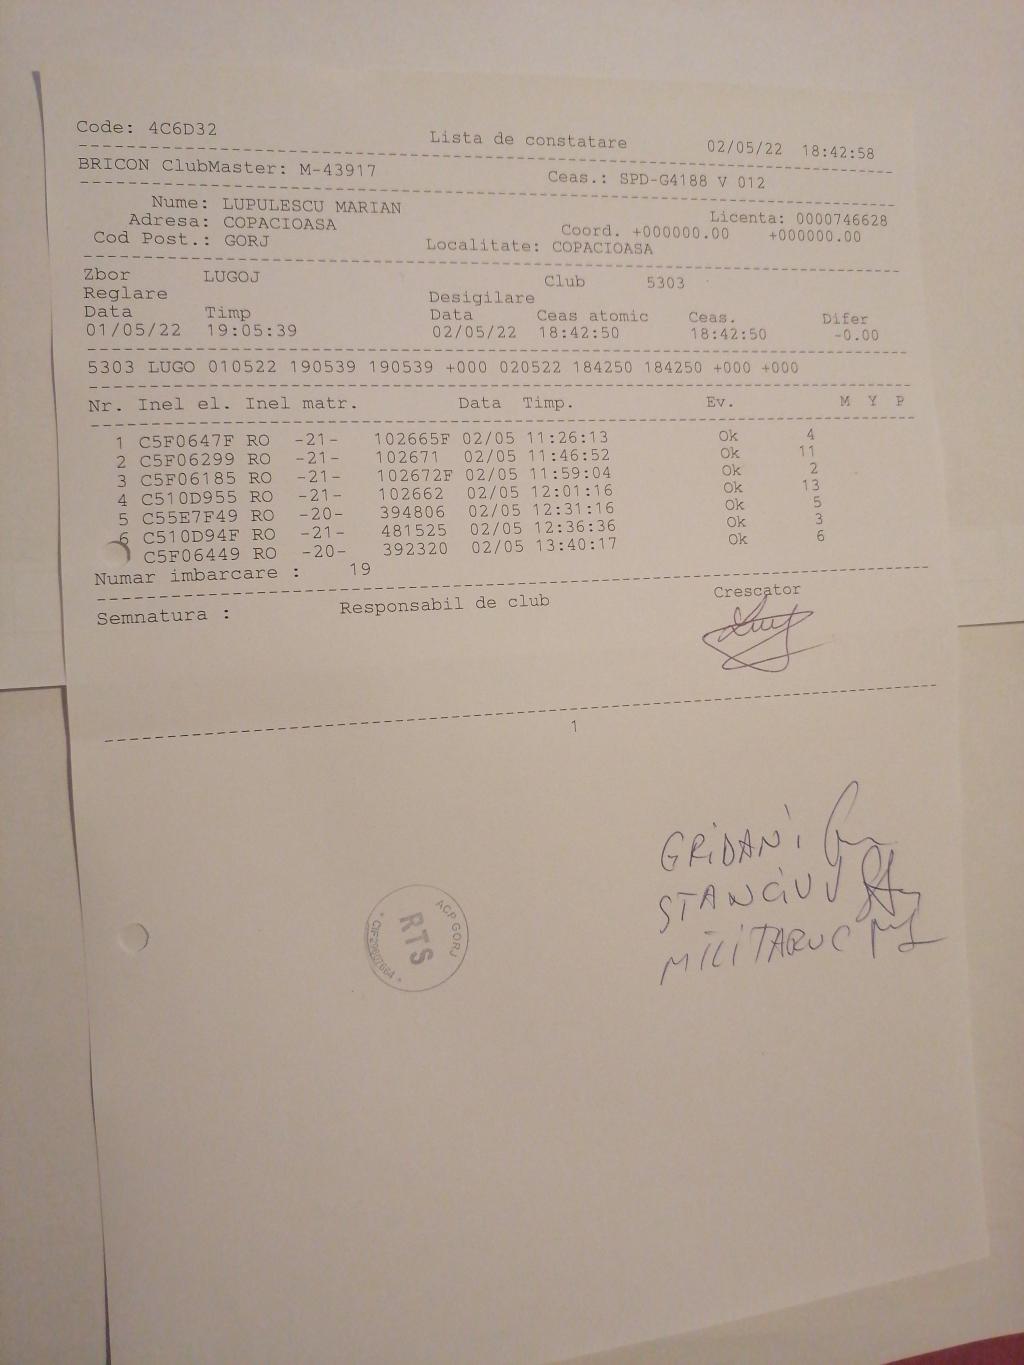 Code: 4C6D32 Lista de constatare 02/05/22 18:42:58
BRICON ClubMaster: M-43917 Ceas.: SPD-G4188 V 012
Nume: LUPULESCU MARIAN Licenta: 0000746628
Adresa: COPACIOASA Coord. +000000.00 +000000.00
Cod Post.: GORJ Localitate: COPACIOASA
Zbor LUGOJ Club 5303
Reglare Desigilare
Data Timp Data Ceas atomic Ceas. Difer
01/05/22 19:05:39 02/05/22 18:42:50 18:42:50 -0.00
5303 LUGO 010522 190539 190539 +000 020522 184250 184250 +000 +000
Nr. Inel el. Inel matr. Data Timp. Ev. M Y P
1 C5F0647F RO -21- 102665F 02/05 11:26:13 Ok 4
2 C5F06299 RO -21- 102671 02/05 11:46:52 Ok 11
3 C5F06185 RO -21- 102672F 02/05 11:59:04 Ok 2
4 C510D955 RO -21- 102662 02/05 12:01:16 Ok 13
5 C55E7F49 RO -20- 394806 02/05 12:31:16 Ok 5
6 C510D94F RO -21- 481525 02/05 12:36:36 Ok 3
C5F06449 RO -20- 392320 02/05 13:40:17 Ok 6
Numar imbarcare : 19
Semnatura : Responsabil de club Crescator
1
GRIDANI
STANCIU
MILITARUC
ACP GORJ
RTS